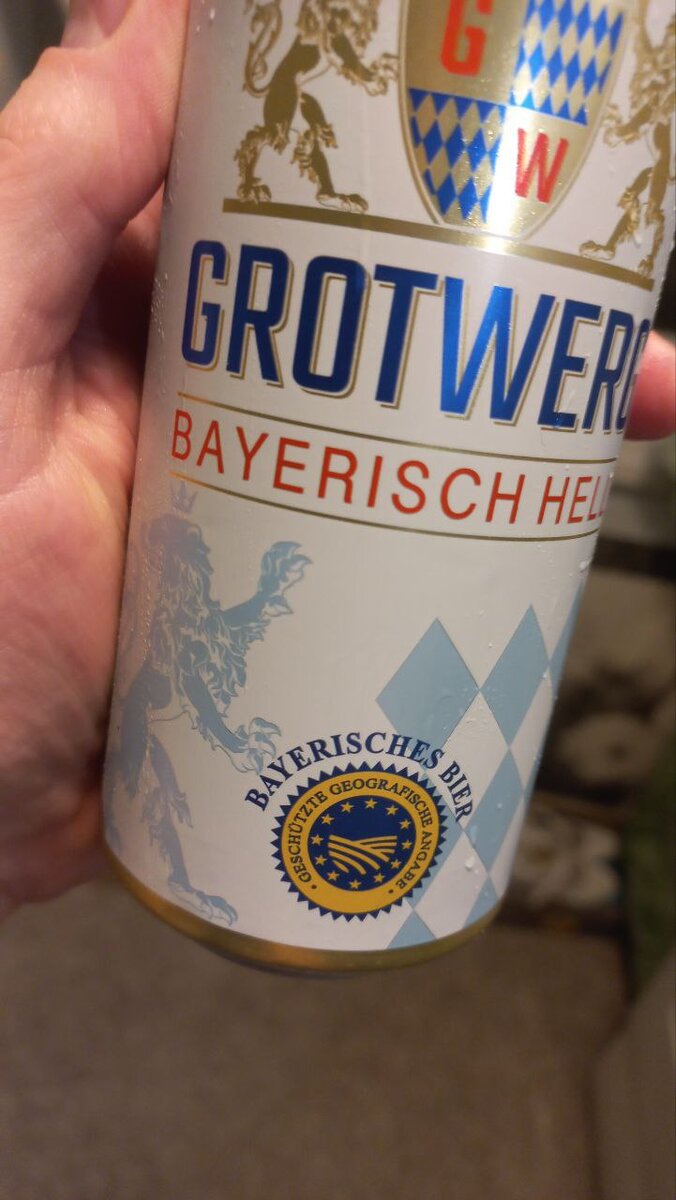 G
W
GROTWERG
BAYERISCH HELL
BAYERISCHES BIER
· GESCHÜTZTE GEOGRAFISCHE ANGABE ·